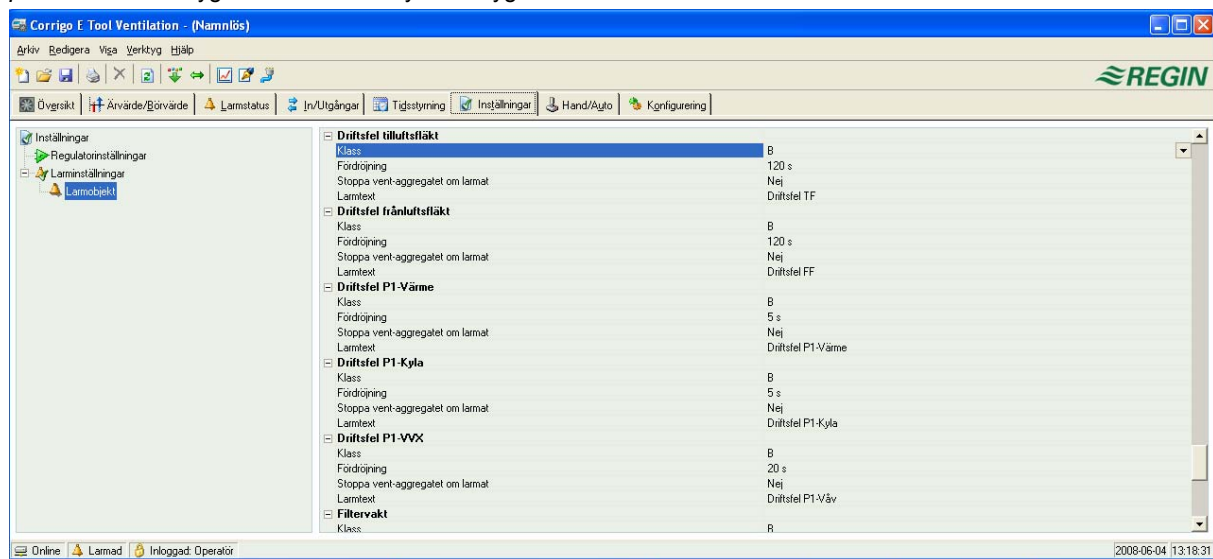 Corrigo E Tool Ventilation - (Namnlös)
Arkiv Redigera Visa Verktyg Hjälp
REGIN
Översikt Ärvärde/Börvärde Larmstatus In/Utgångar Tidsstyrning Inställningar Hand/Auto Konfigurering
Inställningar
Regulatorinställningar
Larminställningar
Larmobjekt
Driftsfel tilluftsfläkt
Klass B
Fördröjning 120 s
Stoppa vent-aggregatet om larmat Nej
Larmtext Driftsfel TF
Driftsfel frånluftsfläkt
Klass B
Fördröjning 120 s
Stoppa vent-aggregatet om larmat Nej
Larmtext Driftsfel FF
Driftsfel P1-Värme
Klass B
Fördröjning 5 s
Stoppa vent-aggregatet om larmat Nej
Larmtext Driftsfel P1-Värme
Driftsfel P1-Kyla
Klass B
Fördröjning 5 s
Stoppa vent-aggregatet om larmat Nej
Larmtext Driftsfel P1-Kyla
Driftsfel P1-VVX
Klass B
Fördröjning 20 s
Stoppa vent-aggregatet om larmat Nej
Larmtext Driftsfel P1-Våv
Filtervakt
Klass B
Online Larmad Inloggad: Operatör 2008-06-04 13:18:31